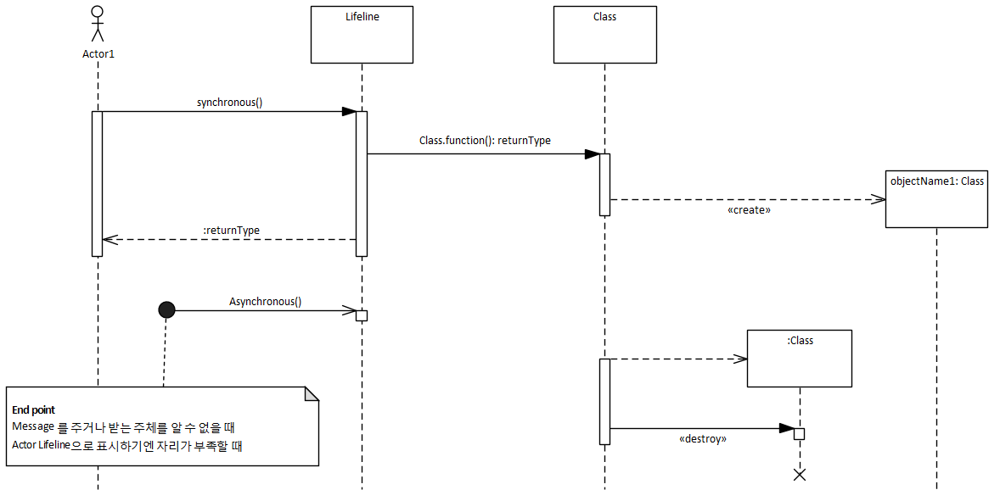 Lifeline
Class
Actor1
synchronous()
Class.function(): returnType
objectName1: Class
«create»
:returnType
Asynchronous()
:Class
End point
Message 를 주거나 받는 주체를 알 수 없을 때
Actor Lifeline으로 표시하기엔 자리가 부족할 때
«destroy»